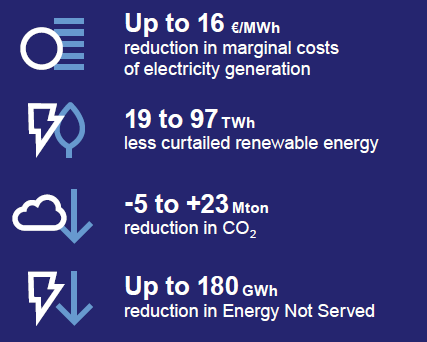 Up to 16 €/MWh
reduction in marginal costs
of electricity generation
19 to 97 TWh
less curtailed renewable energy
-5 to +23 Mton
reduction in CO₂
Up to 180 GWh
reduction in Energy Not Served